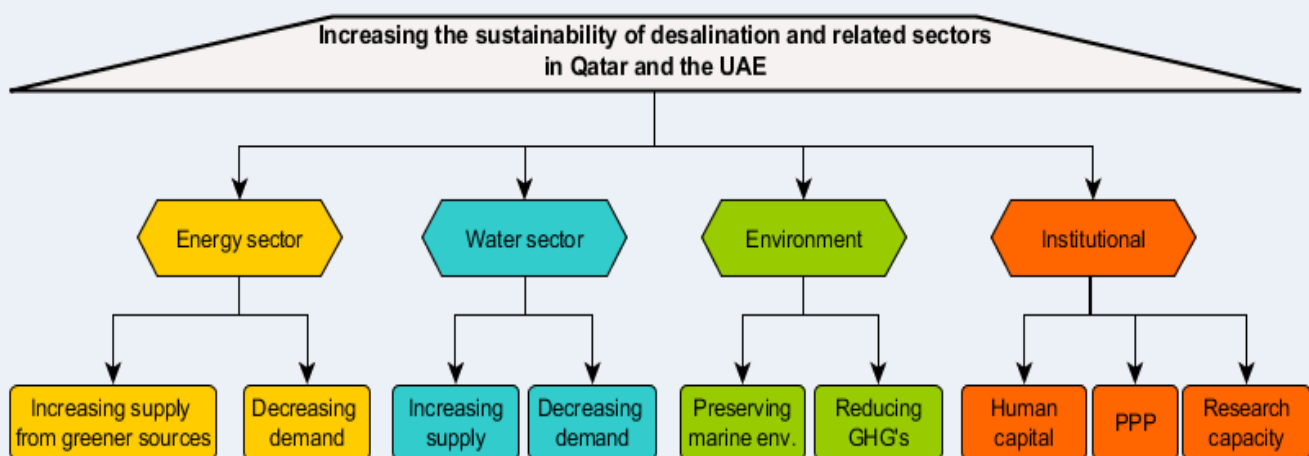 Increasing the sustainability of desalination and related sectors
in Qatar and the UAE
Energy sector
Water sector
Environment
Institutional
Increasing supply
from greener sources
Decreasing
demand
Increasing
supply
Decreasing
demand
Preserving
marine env.
Reducing
GHG's
Human
capital
PPP
Research
capacity